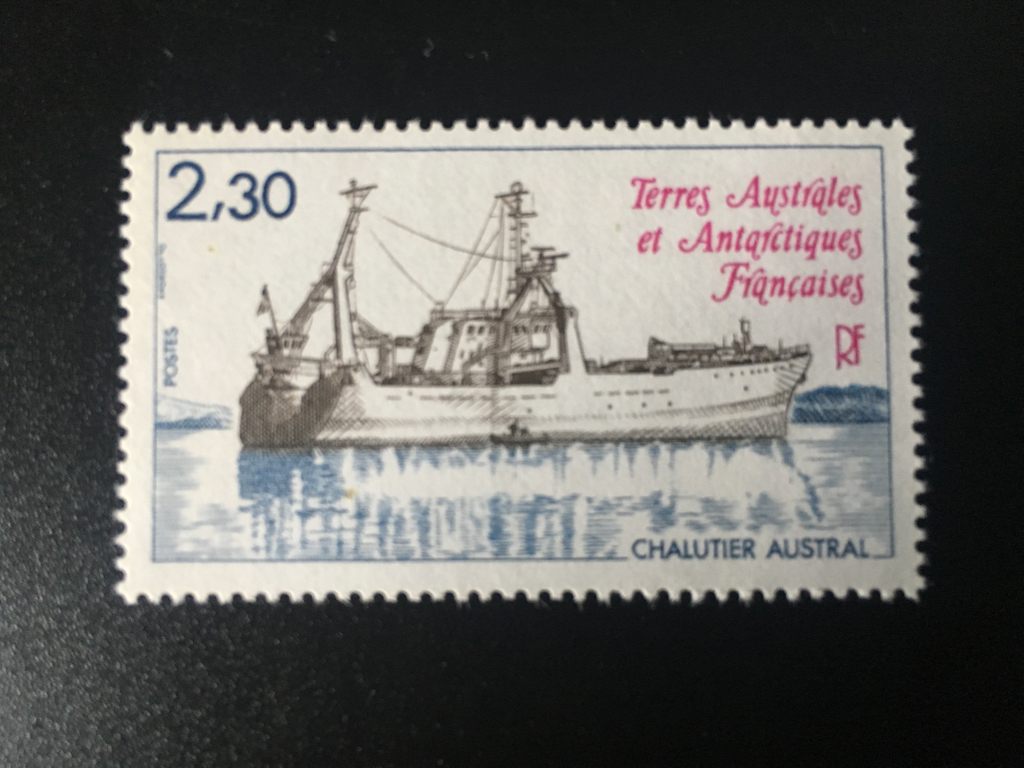 2,30
Terres Australes
et Antarctiques
Françaises
RF
POSTES
CHALUTIER AUSTRAL